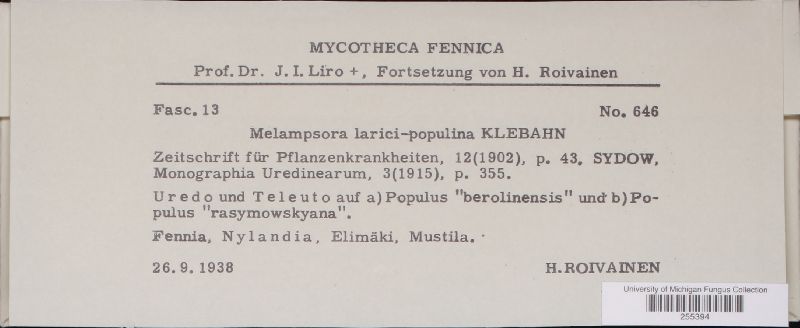 MYCOTHECA FENNICA
Prof. Dr. J. I. Liro +, Fortsetzung von H. Roivainen
Fasc. 13 No. 646
Melampsora larici-populina KLEBAHN
Zeitschrift für Pflanzenkrankheiten, 12(1902), p. 43, SYDOW,
Monographia Uredinearum, 3(1915), p. 355.
Uredo und Teleuto auf a) Populus "berolinensis" und b) Po-
pulus "rasymowskyana".
Fennia, Nylandia, Elimäki, Mustila.
26. 9. 1938 H. ROIVAINEN
University of Michigan Fungus Collection
255394